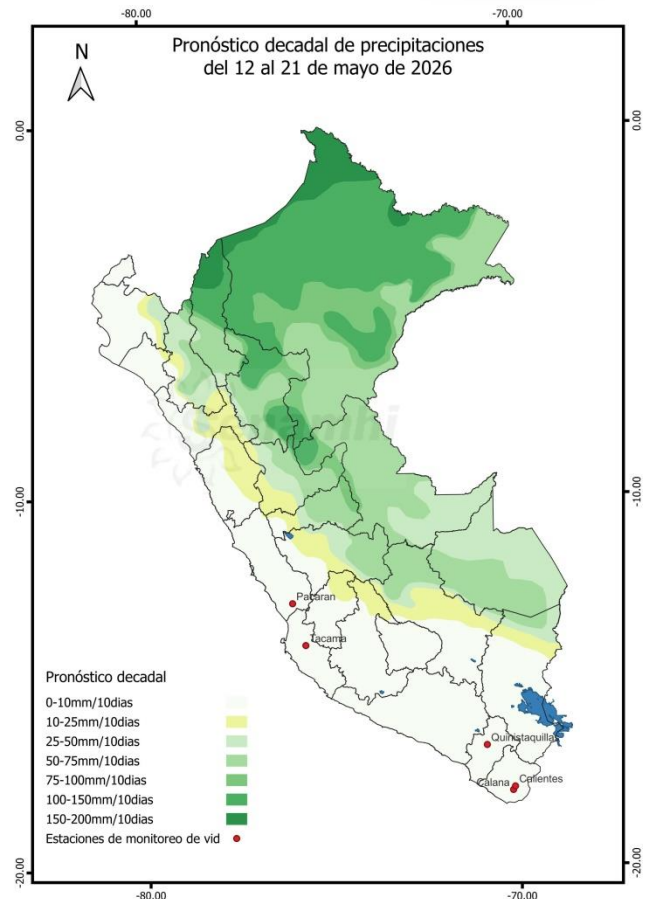 -80.00
-70.00
N
Pronóstico decadal de precipitaciones
del 12 al 21 de mayo de 2026
0.00
0.00
Senamhi
-10.00
-10.00
Pacaran
Tacama
Quinistaquillas
Calana
Calientes
Pronóstico decadal
0-10mm/10dias
10-25mm/10dias
25-50mm/10dias
50-75mm/10dias
75-100mm/10dias
100-150mm/10dias
150-200mm/10dias
Estaciones de monitoreo de vid
-20.00
-20.00
-80.00
-70.00